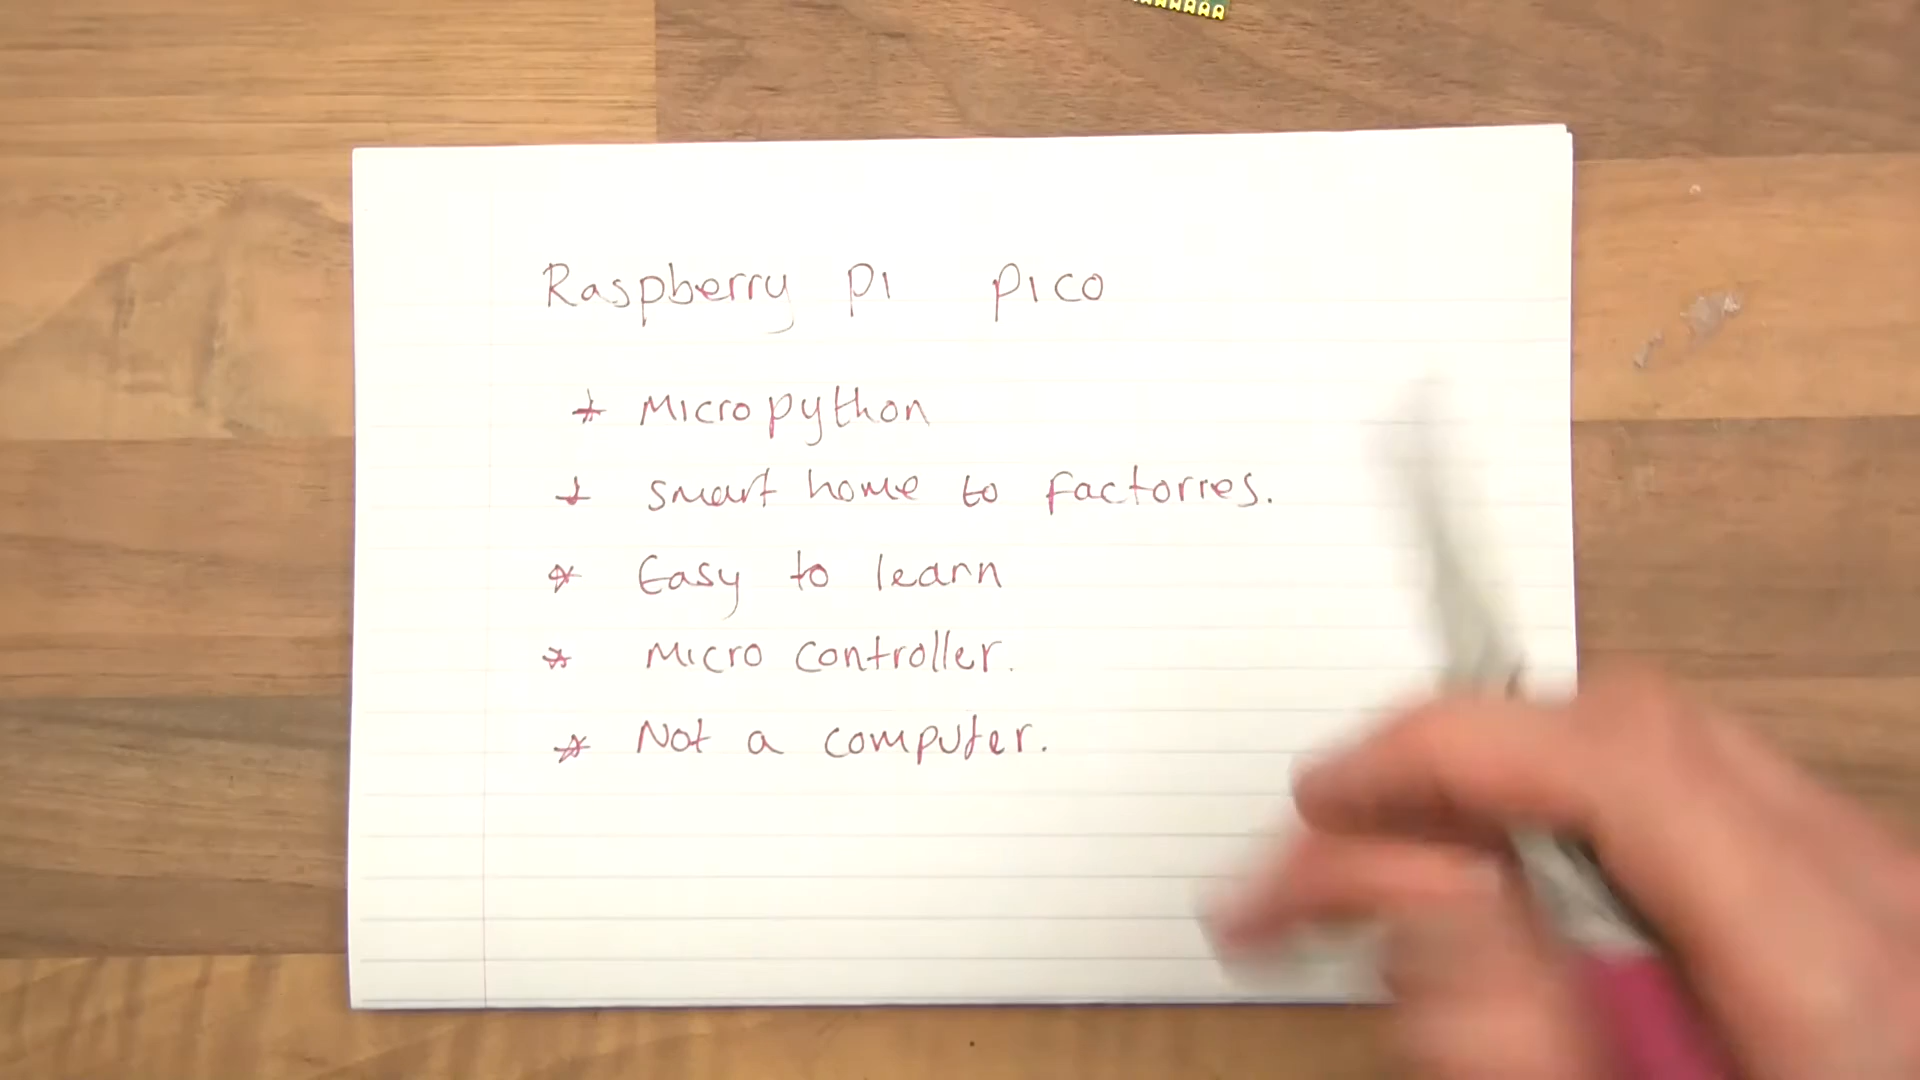 Raspberry Pi Pico
* Micropython
* Smart home to factorres.
* Easy to learn
* Micro controller.
* Not a computer.